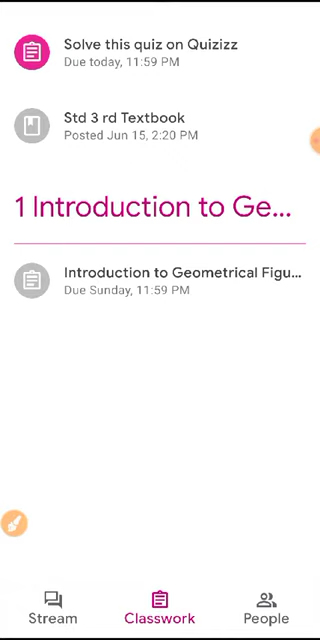 Solve this quiz on Quizizz
Due today, 11:59 PM
Std 3 rd Textbook
Posted Jun 15, 2:20 PM
1 Introduction to Ge...
Introduction to Geometrical Figu...
Due Sunday, 11:59 PM
Stream
Classwork
People